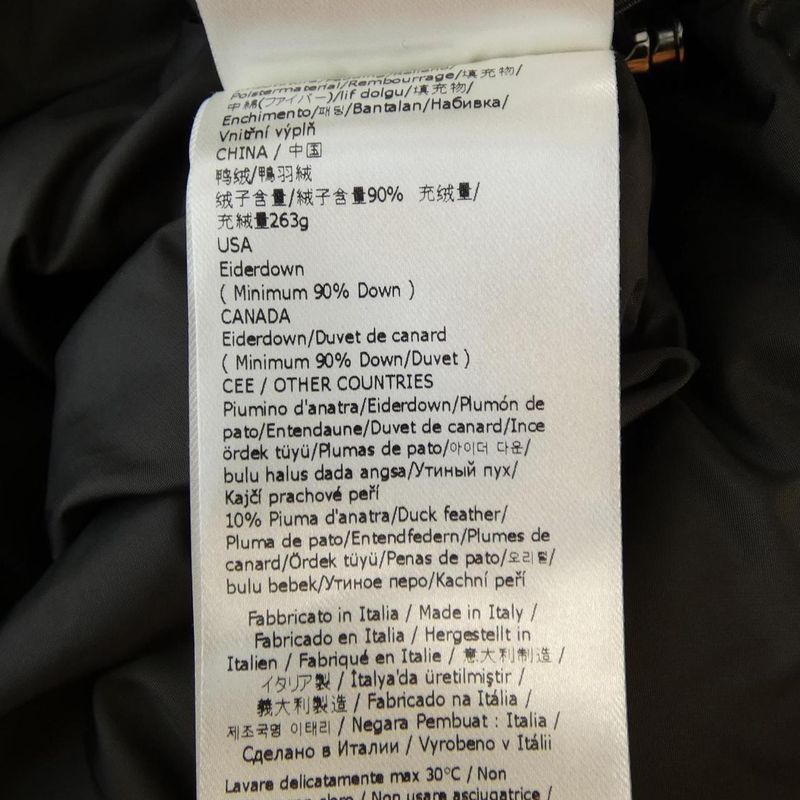 Polstermaterial/Rembourrage/填充物/
中綿(ファイバー)/lif dolgu/填充物/
Enchimento/패딩/Bantalan/Набивка/
Vnitřní výplň
CHINA / 中国
鸭绒/鴨羽絨
绒子含量/絨子含量90% 充绒量/
充絨量263g
USA
Eiderdown
( Minimum 90% Down )
CANADA
Eiderdown/Duvet de canard
( Minimum 90% Down/Duvet )
CEE / OTHER COUNTRIES
Piumino d'anatra/Eiderdown/Plumón de
pato/Entendaune/Duvet de canard/Ince
ördek tüyü/Plumas de pato/아이더 다운/
bulu halus dada angsa/Утиный пух/
Kajčí prachové peří
10% Piuma d'anatra/Duck feather/
Pluma de pato/Entendfedern/Plumes de
canard/Ördek tüyü/Penas de pato/오리털/
bulu bebek/Утиное перо/Kachní peří
Fabbricato in Italia / Made in Italy /
Fabricado en Italia / Hergestellt in
Italien / Fabriqué en Italie / 意大利制造 /
イタリア製 / İtalya'da üretilmiştir /
義大利製造 / Fabricado na Itália /
제조국명 이태리 / Negara Pembuat : Italia /
Сделано в Италии / Vyrobeno v Itálii
Lavare delicatamente max 30°C / Non
Non usare asciugatrice /